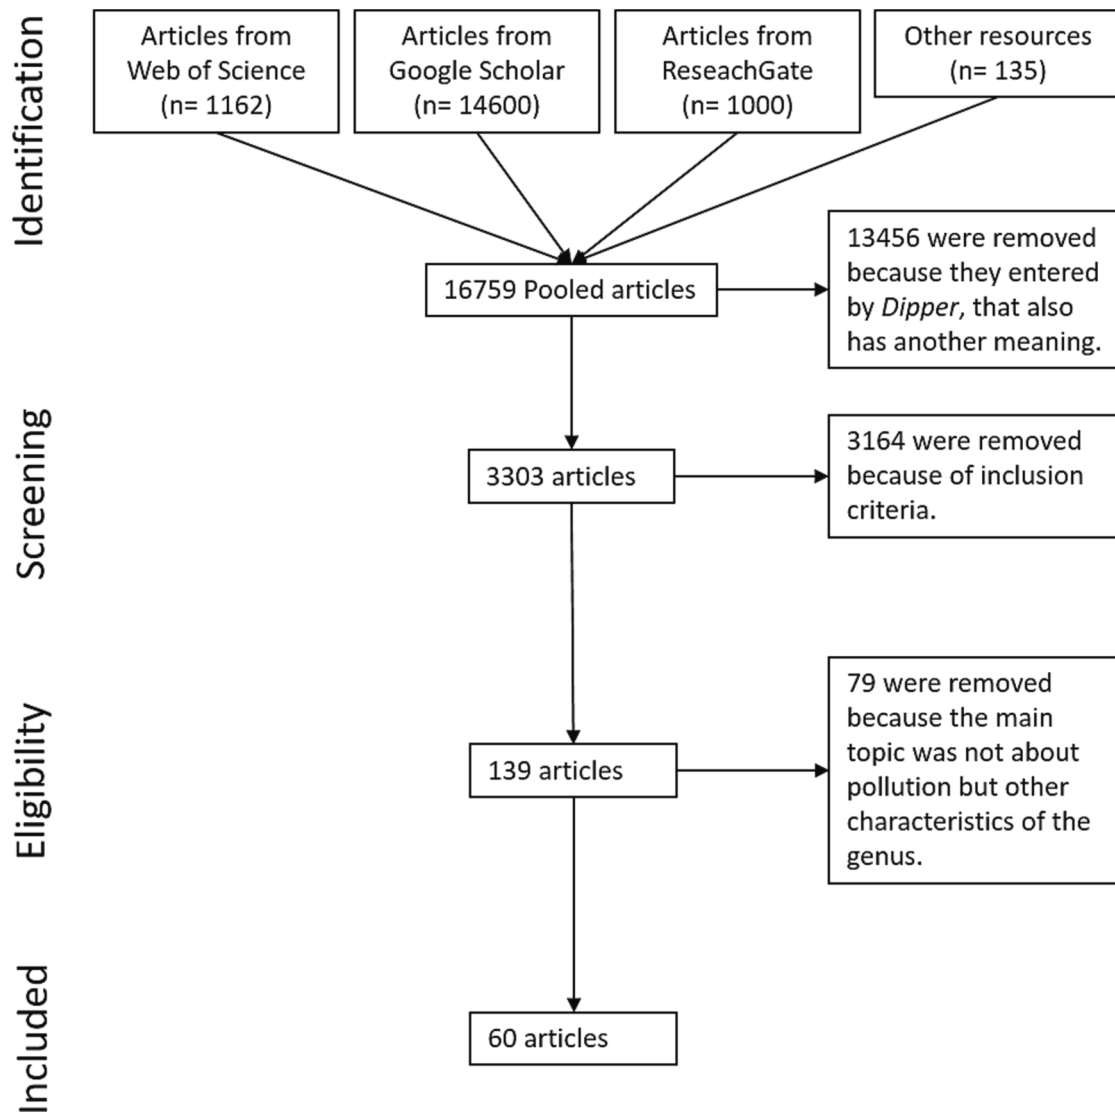 Identification
Articles from
Web of Science
(n= 1162)
Articles from
Google Scholar
(n= 14600)
Articles from
ReseachGate
(n= 1000)
Other resources
(n= 135)
16759 Pooled articles
13456 were removed
because they entered
by Dipper, that also
has another meaning.
Screening
3303 articles
3164 were removed
because of inclusion
criteria.
Eligibility
139 articles
79 were removed
because the main
topic was not about
pollution but other
characteristics of the
genus.
Included
60 articles